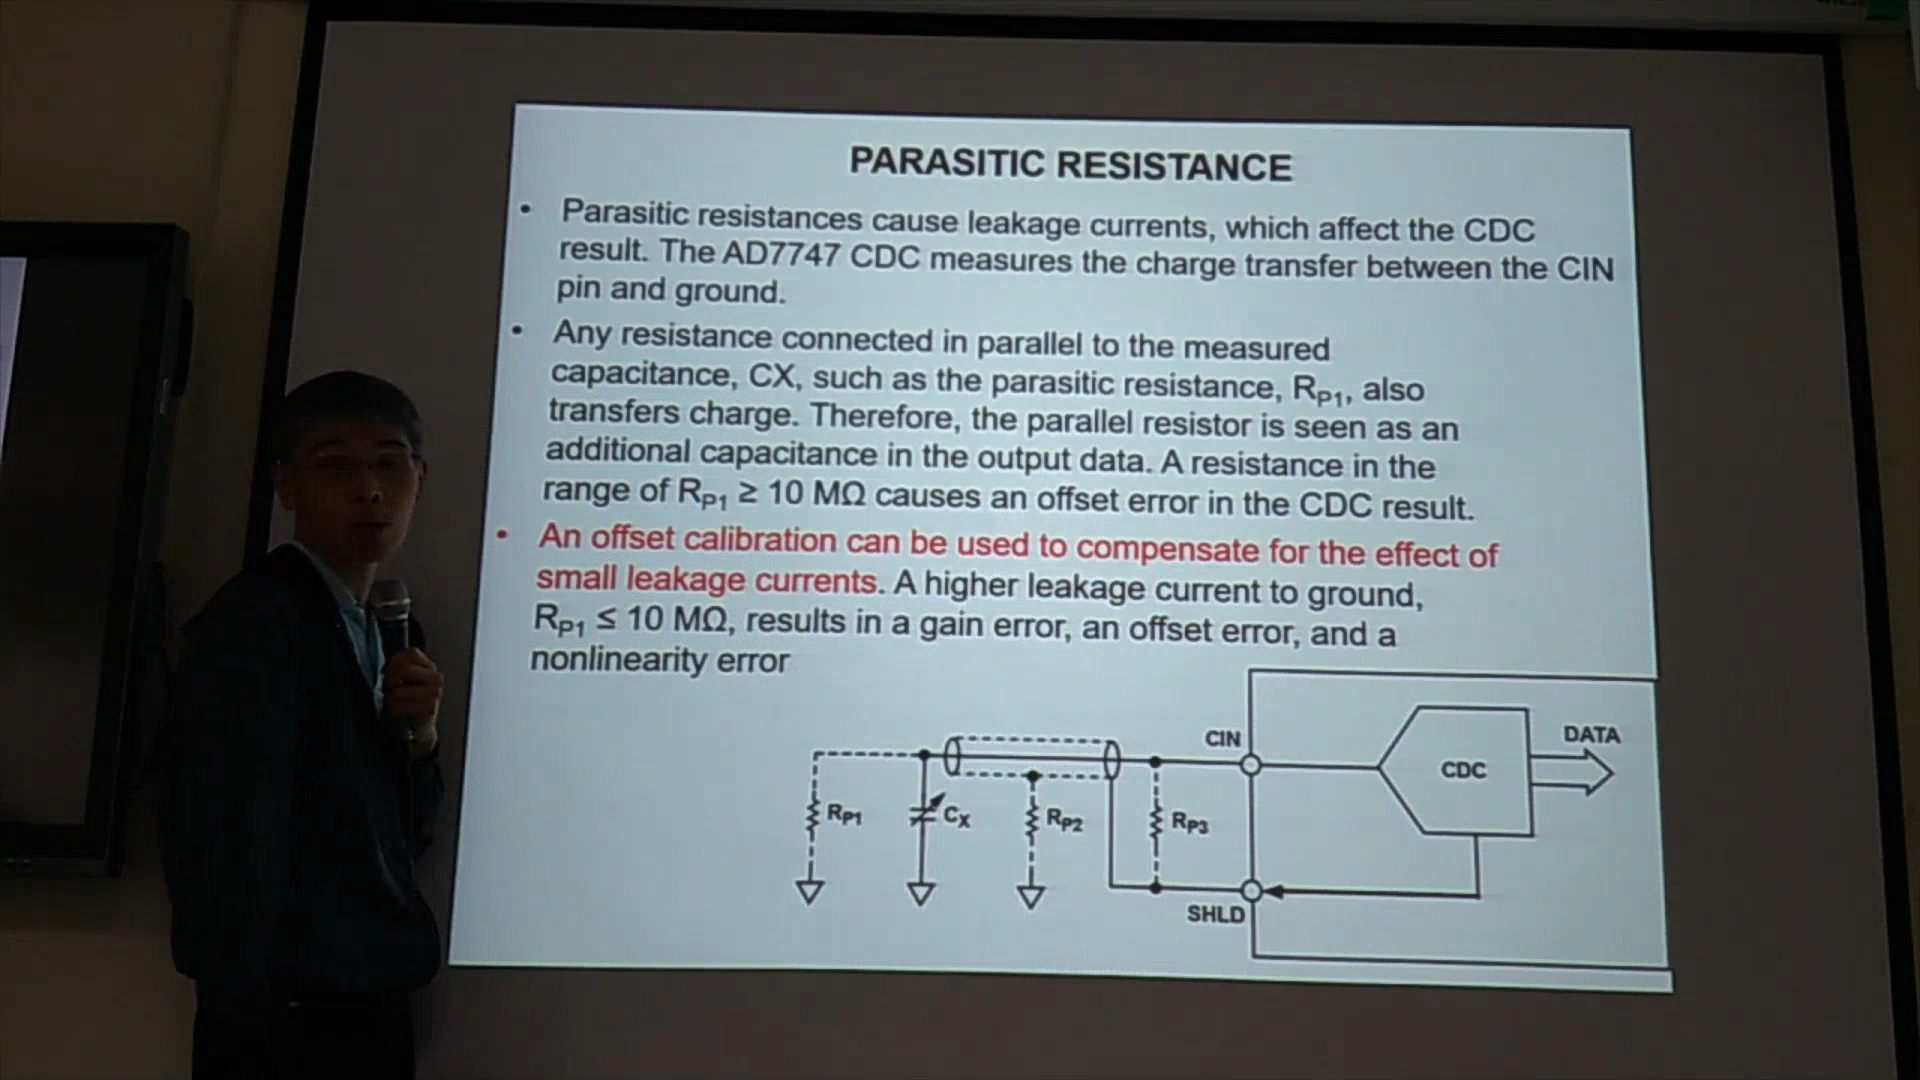 PARASITIC RESISTANCE
• Parasitic resistances cause leakage currents, which affect the CDC
result. The AD7747 CDC measures the charge transfer between the CIN
pin and ground.
• Any resistance connected in parallel to the measured
capacitance, CX, such as the parasitic resistance, RP1, also
transfers charge. Therefore, the parallel resistor is seen as an
additional capacitance in the output data. A resistance in the
range of RP1 ≥ 10 MΩ causes an offset error in the CDC result.
• An offset calibration can be used to compensate for the effect of
small leakage currents. A higher leakage current to ground,
RP1 ≤ 10 MΩ, results in a gain error, an offset error, and a
nonlinearity error
CIN
DATA
CDC
RP1
CX
RP2
RP3
SHLD